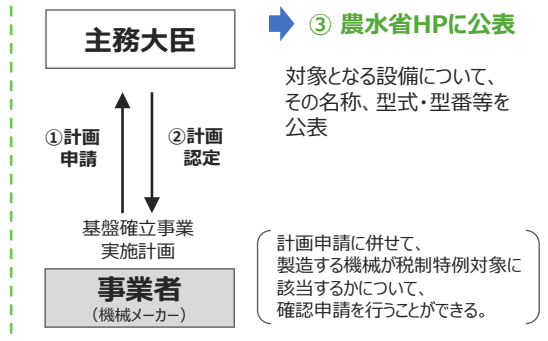 主務大臣
③ 農水省HPに公表
対象となる設備について、
その名称、型式・型番等を
公表
①計画
申請
②計画
認定
基盤確立事業
実施計画
事業者
（機械メーカー）
計画申請に併せて、
製造する機械が税制特例対象に
該当するかについて、
確認申請を行うことができる。